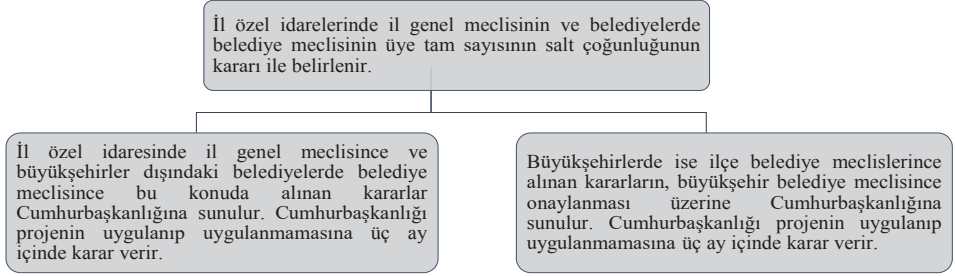 İl özel idarelerinde il genel meclisinin ve belediyelerde
belediye meclisinin üye tam sayısının salt çoğunluğunun
kararı ile belirlenir.
İl özel idaresinde il genel meclisince ve
büyükşehirler dışındaki belediyelerde belediye
meclisince bu konuda alınan kararlar
Cumhurbaşkanlığına sunulur. Cumhurbaşkanlığı
projenin uygulanıp uygulanmamasına üç ay
içinde karar verir.
Büyükşehirlerde ise ilçe belediye meclislerince
alınan kararların, büyükşehir belediye meclisince
onaylanması üzerine Cumhurbaşkanlığına
sunulur. Cumhurbaşkanlığı projenin uygulanıp
uygulanmamasına üç ay içinde karar verir.